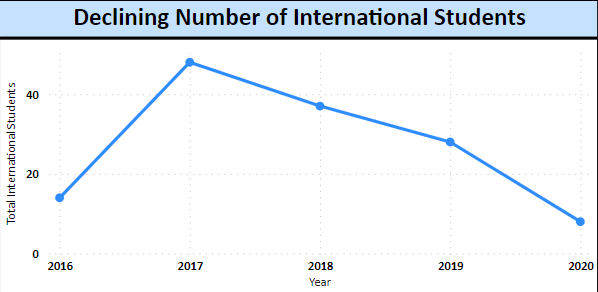 Declining Number of International Students
Total International Students
40
20
0
2016 2017 2018 2019 2020
Year